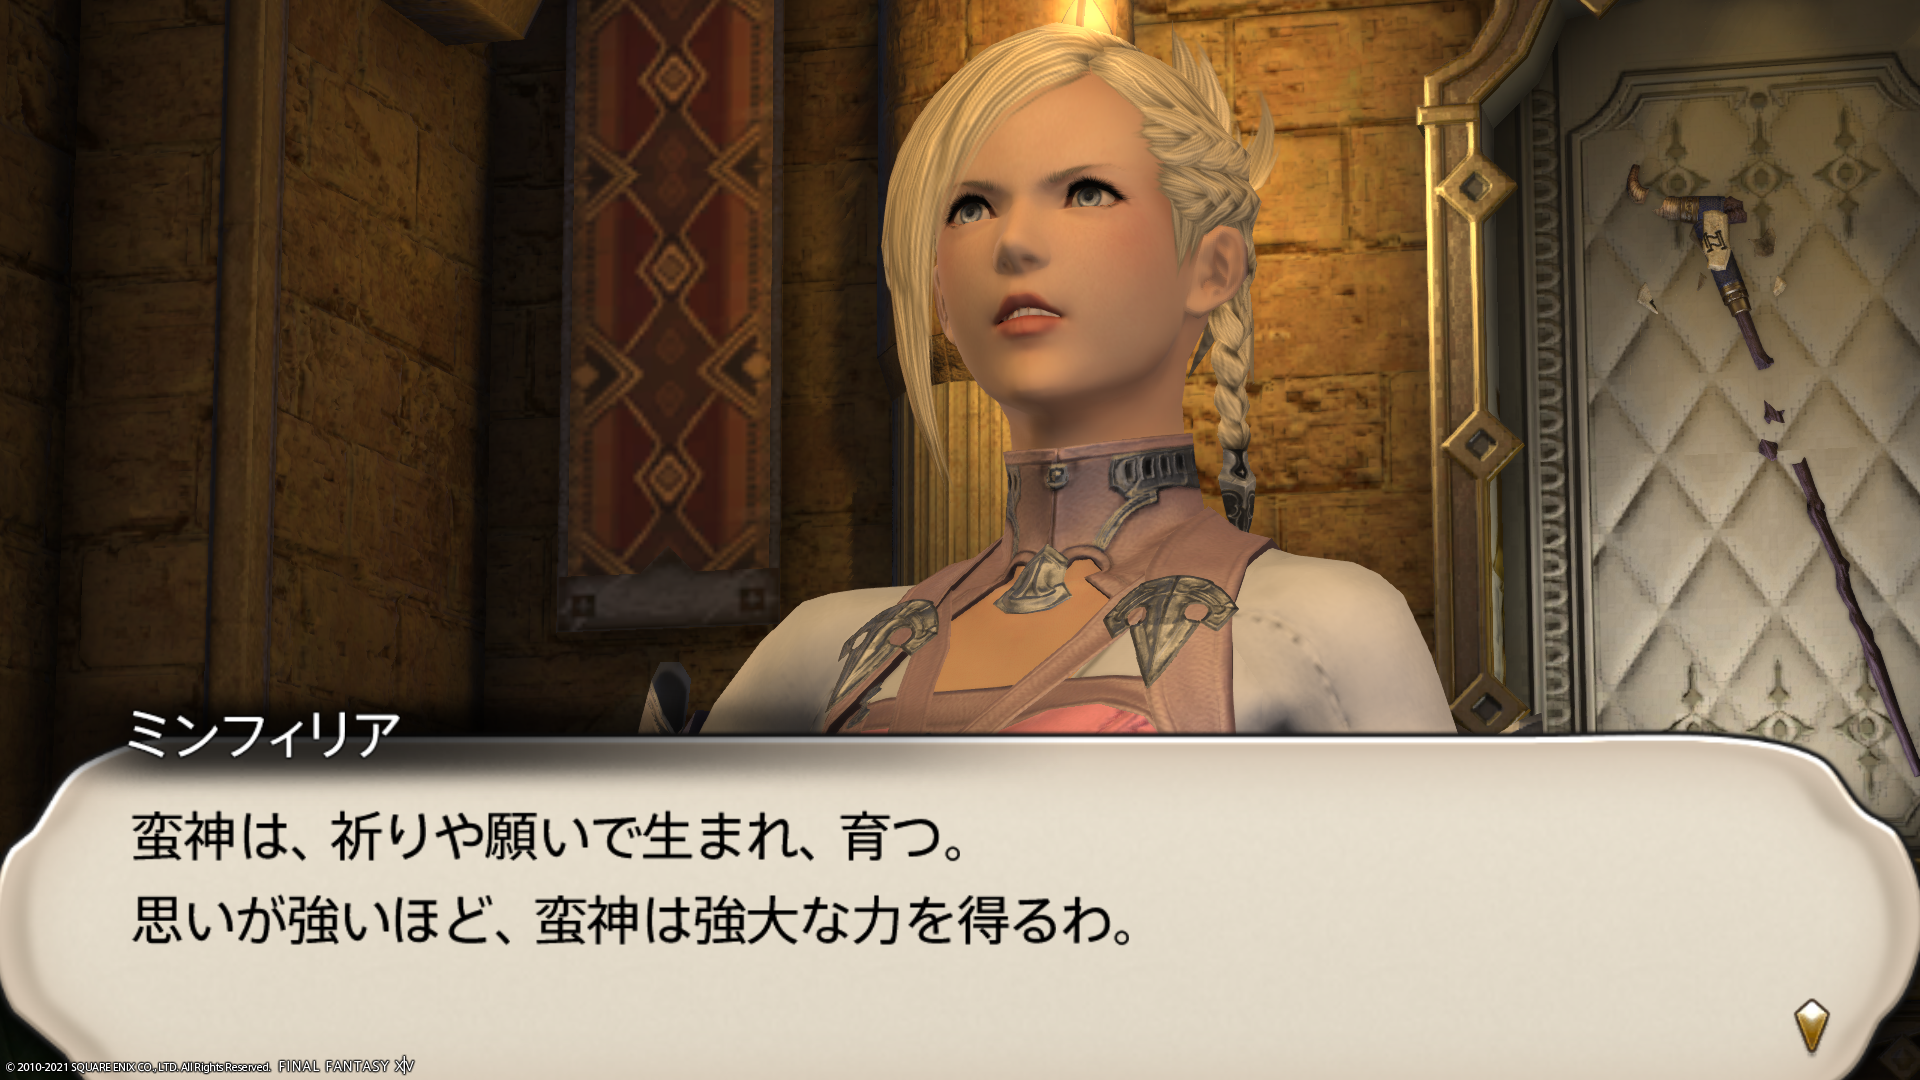 ミンフィリア
蛮神は、祈りや願いで生まれ、育つ。
思いが強いほど、蛮神は強大な力を得るわ。
© 2010-2021 SQUARE ENIX CO., LTD. All Rights Reserved. FINAL FANTASY XIV